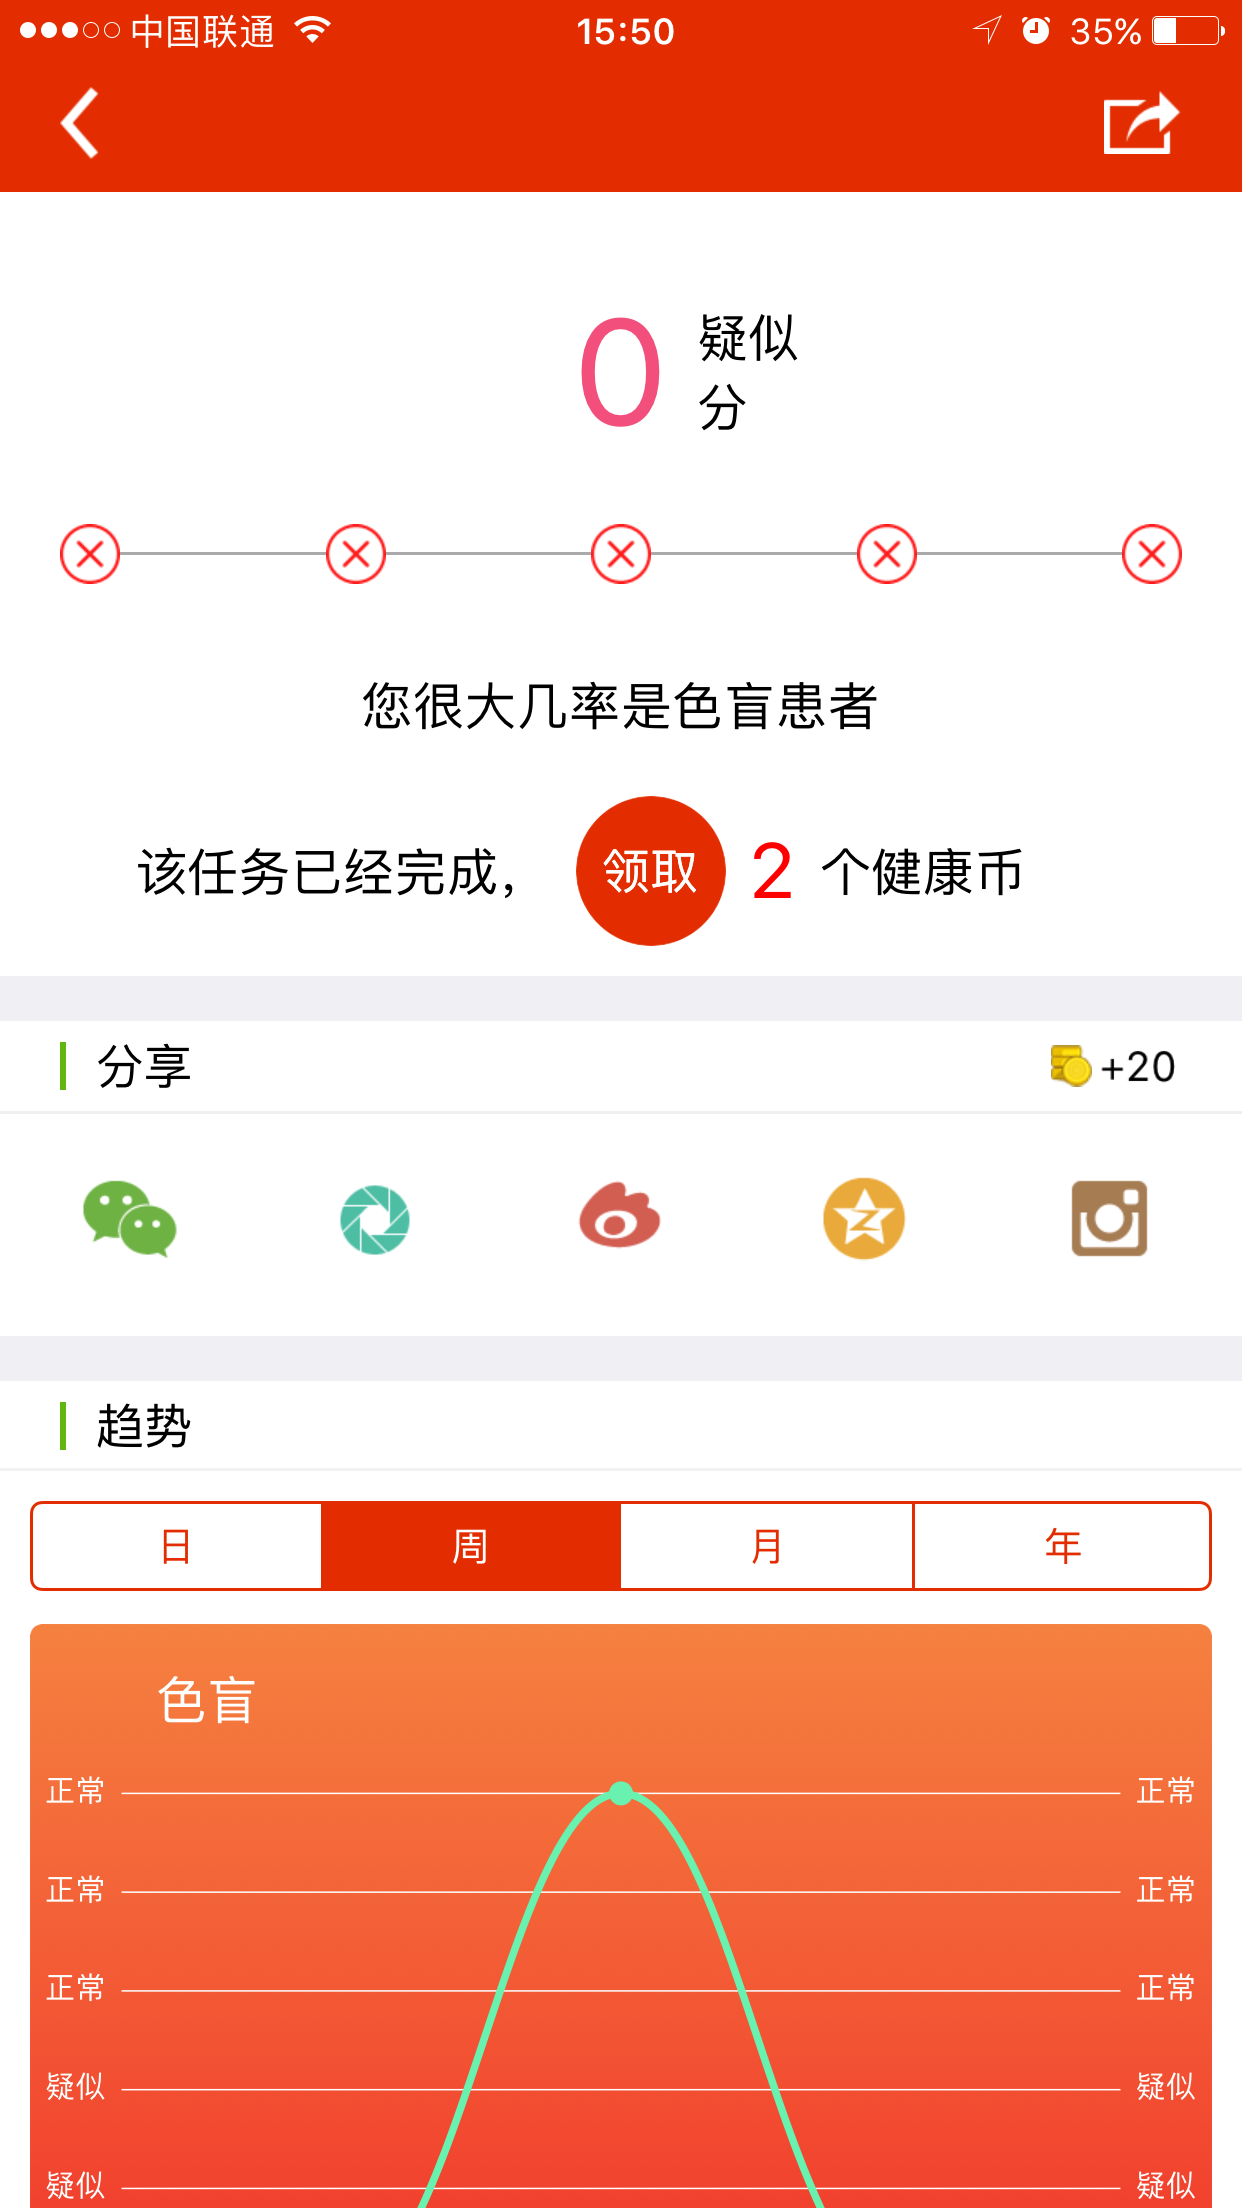 中国联通 15:50 35%
0 疑似
分
您很大几率是色盲患者
该任务已经完成， 领取 2 个健康币
分享 +20
趋势
日 周 月 年
色盲
正常 正常
正常 正常
正常 正常
疑似 疑似
疑似 疑似